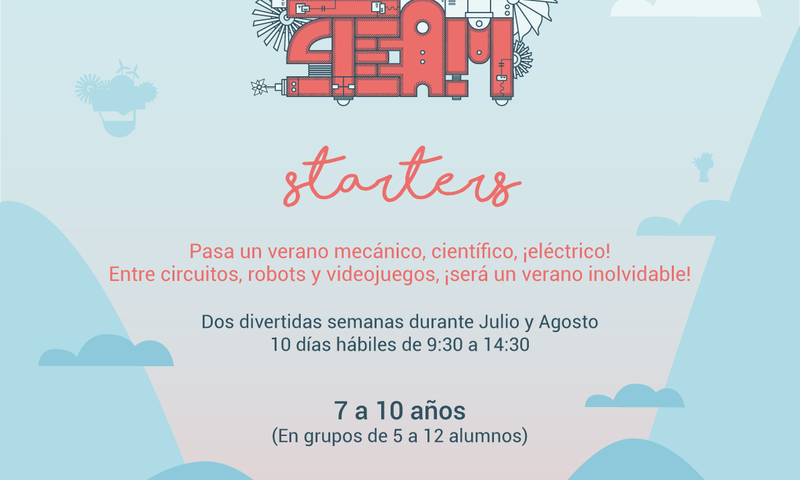 STEAM
starters
Pasa un verano mecánico, científico, ¡eléctrico!
Entre circuitos, robots y videojuegos, ¡será un verano inolvidable!
Dos divertidas semanas durante Julio y Agosto
10 días hábiles de 9:30 a 14:30
7 a 10 años
(En grupos de 5 a 12 alumnos)